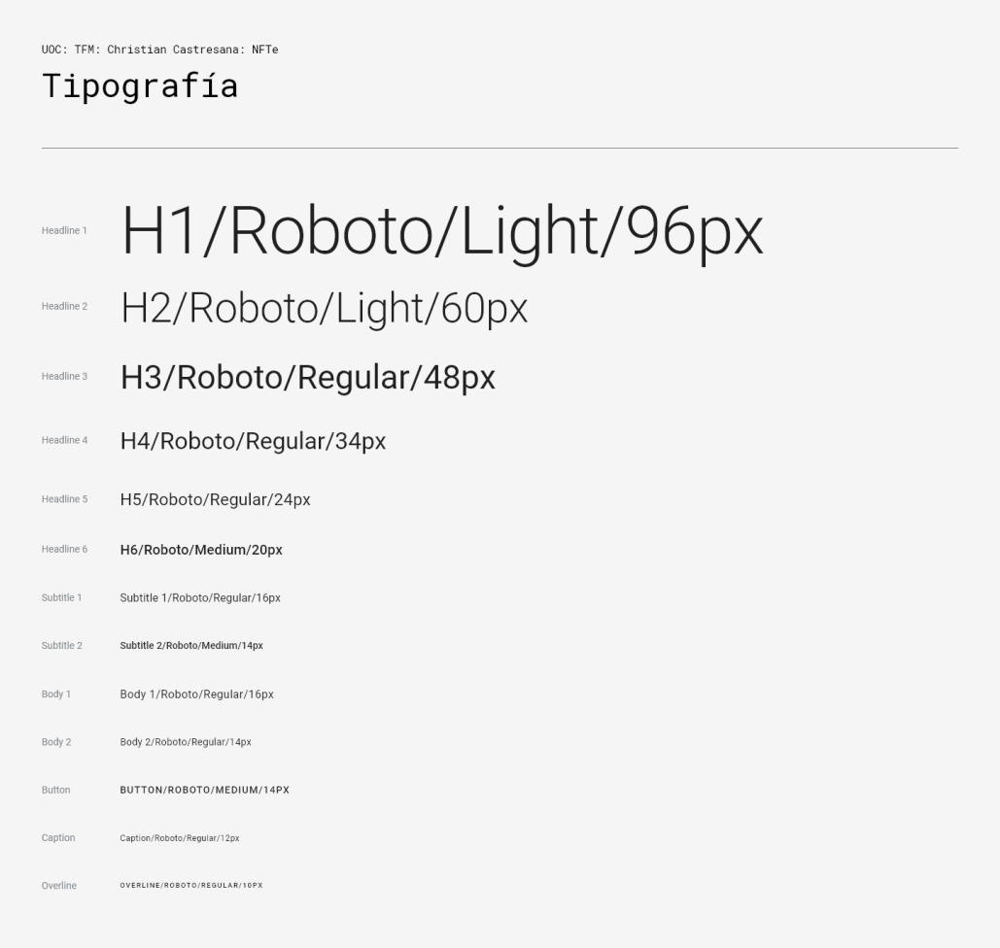 UOC: TFM: Christian Castresana: NFTe
Tipografía
Headline 1 H1/Roboto/Light/96px
Headline 2 H2/Roboto/Light/60px
Headline 3 H3/Roboto/Regular/48px
Headline 4 H4/Roboto/Regular/34px
Headline 5 H5/Roboto/Regular/24px
Headline 6 H6/Roboto/Medium/20px
Subtitle 1 Subtitle 1/Roboto/Regular/16px
Subtitle 2 Subtitle 2/Roboto/Medium/14px
Body 1 Body 1/Roboto/Regular/16px
Body 2 Body 2/Roboto/Regular/14px
Button BUTTON/ROBOTO/MEDIUM/14PX
Caption Caption/Roboto/Regular/12px
Overline OVERLINE/ROBOTO/REGULAR/10PX